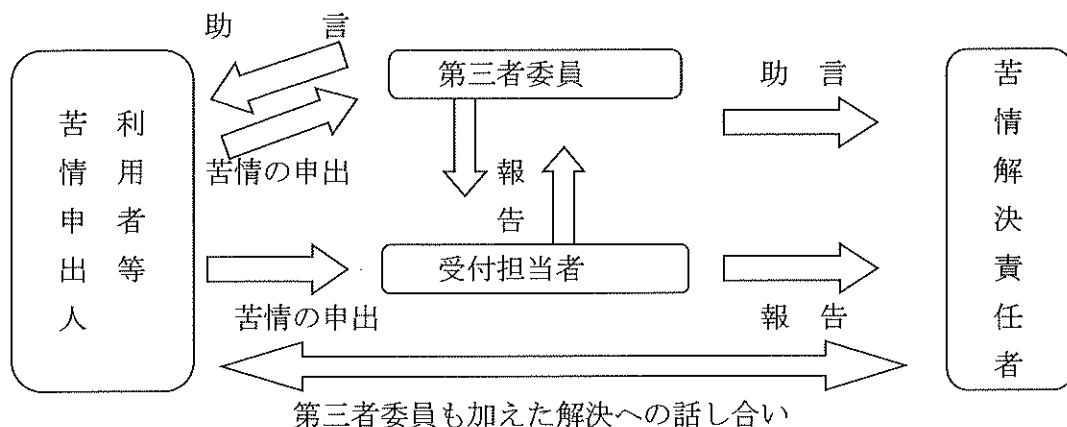 助言
第三者委員
助言
利用者等
苦情申出人
苦情の申出
報告
受付担当者
苦情の申出
報告
苦情解決責任者
第三者委員も加えた解決への話し合い